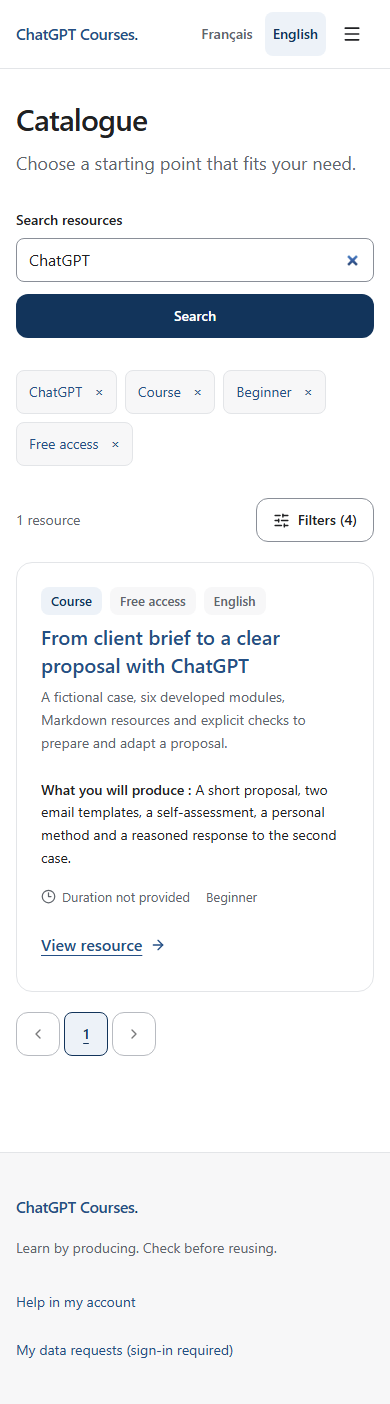 ChatGPT Courses.
Français
English
Catalogue
Choose a starting point that fits your need.
Search resources
ChatGPT
Search
ChatGPT ×
Course ×
Beginner ×
Free access ×
1 resource
Filters (4)
Course
Free access
English
From client brief to a clear
proposal with ChatGPT
A fictional case, six developed modules,
Markdown resources and explicit checks to
prepare and adapt a proposal.
What you will produce : A short proposal, two
email templates, a self-assessment, a personal
method and a reasoned response to the second
case.
Duration not provided
Beginner
View resource →
1
ChatGPT Courses.
Learn by producing. Check before reusing.
Help in my account
My data requests (sign-in required)